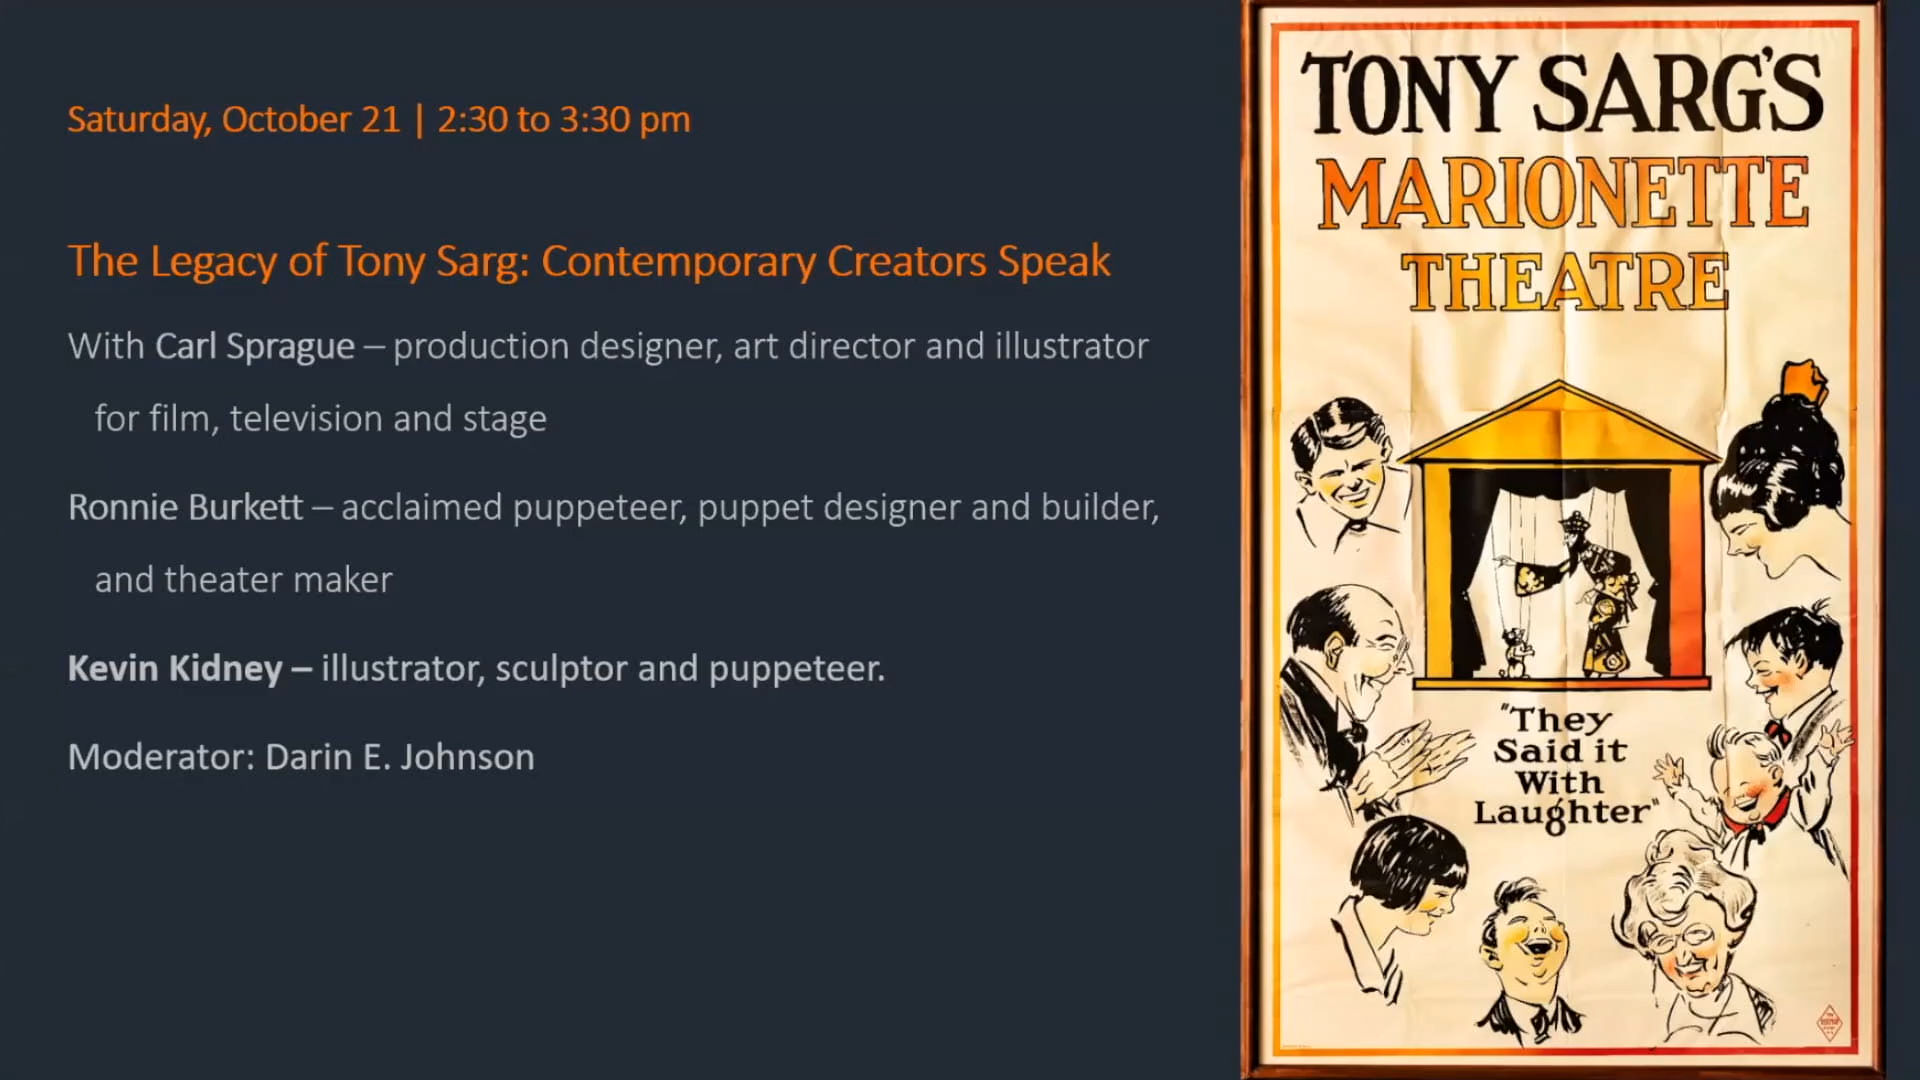 Saturday, October 21 | 2:30 to 3:30 pm
The Legacy of Tony Sarg: Contemporary Creators Speak
With Carl Sprague – production designer, art director and illustrator
for film, television and stage
Ronnie Burkett – acclaimed puppeteer, puppet designer and builder,
and theater maker
Kevin Kidney – illustrator, sculptor and puppeteer.
Moderator: Darin E. Johnson
TONY SARG'S
MARIONETTE
THEATRE
"They
Said it
With
Laughter"